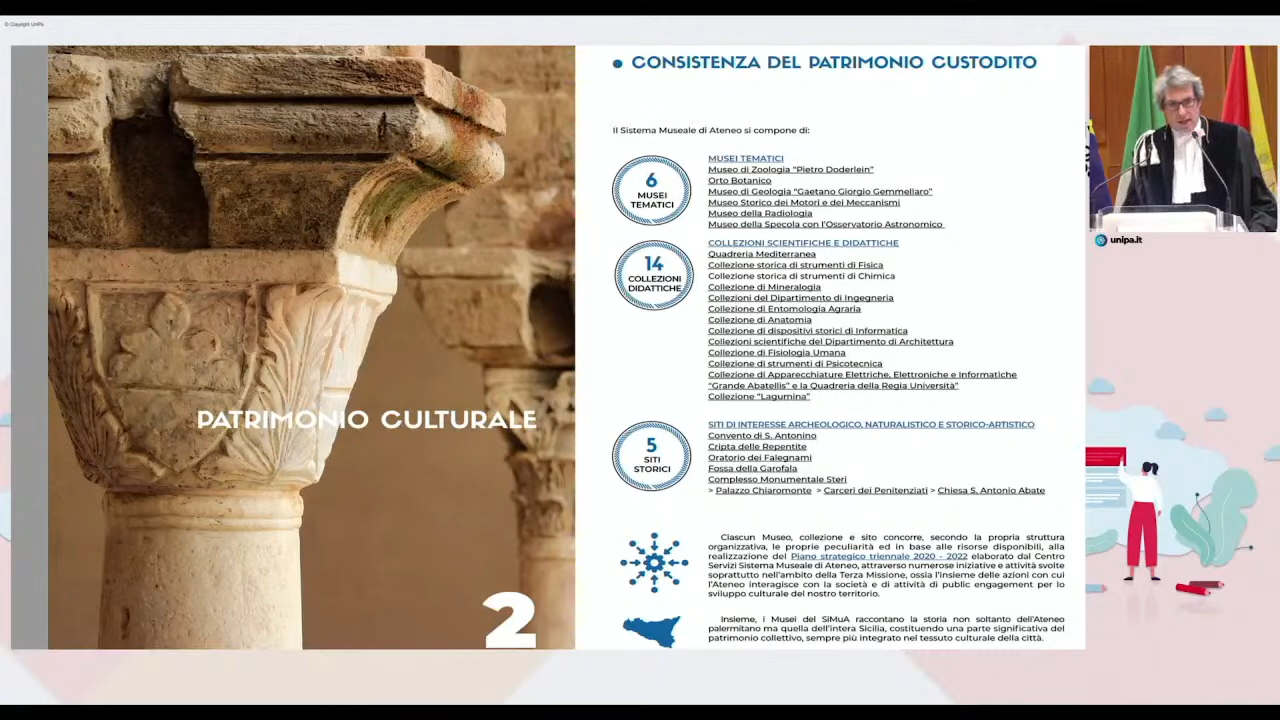 © Copyright UniPa
CONSISTENZA DEL PATRIMONIO CUSTODITO
Il Sistema Museale di Ateneo si compone di:
6
MUSEI
TEMATICI
MUSEI TEMATICI
Museo di Zoologia "Pietro Doderlein"
Orto Botanico
Museo di Geologia "Gaetano Giorgio Gemmellaro"
Museo Storico dei Motori e dei Meccanismi
Museo della Radiologia
Museo della Specola con l'Osservatorio Astronomico
14
COLLEZIONI
DIDATTICHE
COLLEZIONI SCIENTIFICHE E DIDATTICHE
Quadreria Mediterranea
Collezione storica di strumenti di Fisica
Collezione storica di strumenti di Chimica
Collezione di Mineralogia
Collezioni del Dipartimento di Ingegneria
Collezione di Entomologia Agraria
Collezione di Anatomia
Collezione di dispositivi storici di Informatica
Collezioni scientifiche del Dipartimento di Architettura
Collezione di Fisiologia Umana
Collezione di strumenti di Psicotecnica
Collezione di Apparecchiature Elettriche, Elettroniche e Informatiche
"Grande Abatellis" e la Quadreria della Regia Università"
Collezione "Lagumina"
5
SITI
STORICI
SITI DI INTERESSE ARCHEOLOGICO, NATURALISTICO E STORICO-ARTISTICO
Convento di S. Antonino
Cripta delle Repentite
Oratorio dei Falegnami
Fossa della Garofala
Complesso Monumentale Steri
> Palazzo Chiaromonte > Carceri dei Penitenziati > Chiesa S. Antonio Abate
Ciascun Museo, collezione e sito concorre, secondo la propria struttura
organizzativa, le proprie peculiarità ed in base alle risorse disponibili, alla
realizzazione del Piano strategico triennale 2020 - 2022 elaborato dal Centro
Servizi Sistema Museale di Ateneo, attraverso numerose iniziative e attività svolte
soprattutto nell'ambito della Terza Missione, ossia l'insieme delle azioni con cui
l'Ateneo interagisce con la società e di attività di public engagement per lo
sviluppo culturale del nostro territorio.
Insieme, i Musei del SiMuA raccontano la storia non soltanto dell'Ateneo
palermitano ma quella dell'intera Sicilia, costituendo una parte significativa del
patrimonio collettivo, sempre più integrato nel tessuto culturale della città.
PATRIMONIO CULTURALE
2
unipa.it